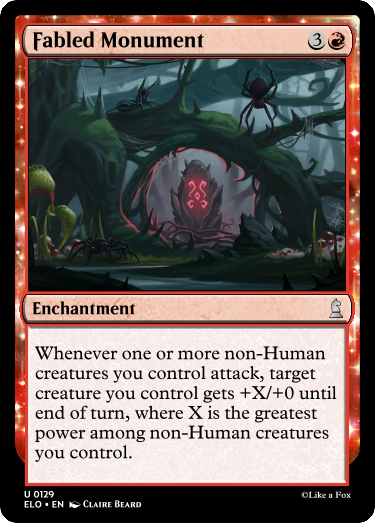 Fabled Monument 3
Enchantment
Whenever one or more non-Human
creatures you control attack, target
creature you control gets +X/+0 until
end of turn, where X is the greatest
power among non-Human creatures
you control.
U 0129
ELO • EN Claire Beard
©Like a Fox